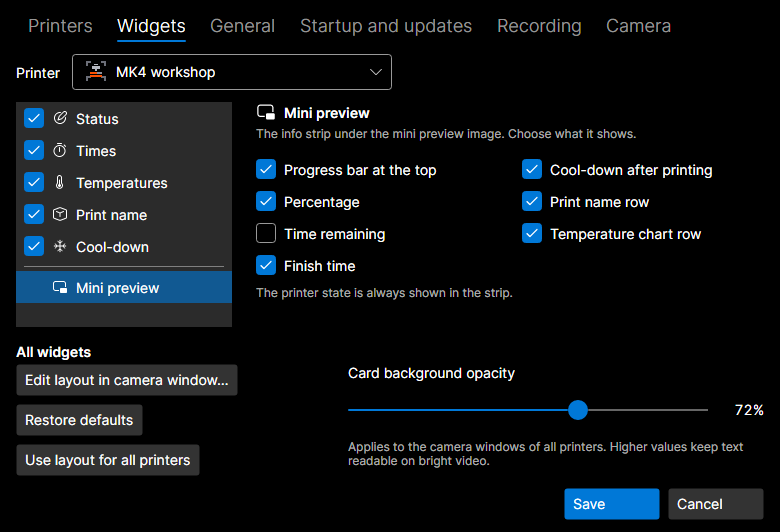 Printers Widgets General Startup and updates Recording Camera
Printer MK4 workshop
Status
Times
Temperatures
Print name
Cool-down
Mini preview
Mini preview
The info strip under the mini preview image. Choose what it shows.
Progress bar at the top
Cool-down after printing
Percentage
Print name row
Time remaining
Temperature chart row
Finish time
The printer state is always shown in the strip.
All widgets
Edit layout in camera window...
Restore defaults
Use layout for all printers
Card background opacity
72%
Applies to the camera windows of all printers. Higher values keep text
readable on bright video.
Save Cancel